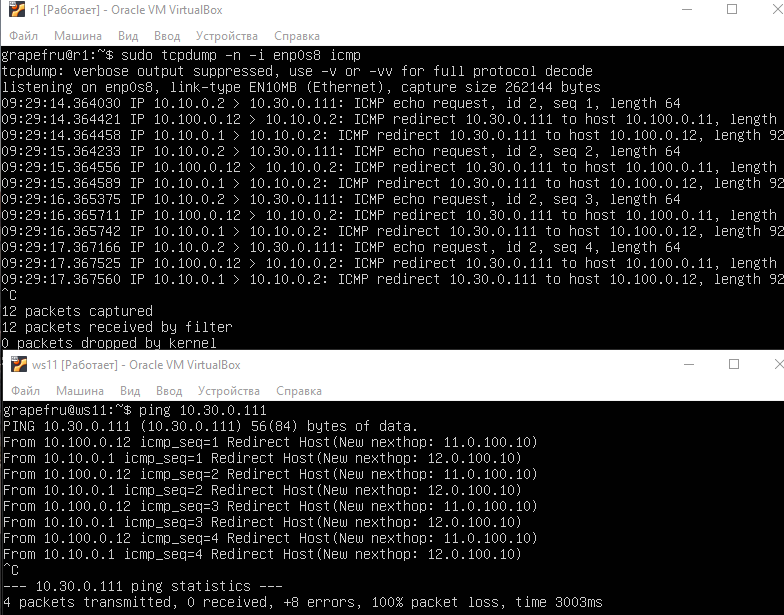 r1 [Работает] - Oracle VM VirtualBox
Файл Машина Вид Ввод Устройства Справка
grapefru@r1:~$ sudo tcpdump -n -i enp0s8 icmp
tcpdump: verbose output suppressed, use -v or -vv for full protocol decode
listening on enp0s8, link-type EN10MB (Ethernet), capture size 262144 bytes
09:29:14.364030 IP 10.10.0.2 > 10.30.0.111: ICMP echo request, id 2, seq 1, length 64
09:29:14.364421 IP 10.100.0.12 > 10.10.0.2: ICMP redirect 10.30.0.111 to host 10.100.0.11, length
09:29:14.364458 IP 10.10.0.1 > 10.10.0.2: ICMP redirect 10.30.0.111 to host 10.100.0.12, length 92
09:29:15.364233 IP 10.10.0.2 > 10.30.0.111: ICMP echo request, id 2, seq 2, length 64
09:29:15.364556 IP 10.100.0.12 > 10.10.0.2: ICMP redirect 10.30.0.111 to host 10.100.0.11, length
09:29:15.364589 IP 10.10.0.1 > 10.10.0.2: ICMP redirect 10.30.0.111 to host 10.100.0.12, length 92
09:29:16.365375 IP 10.10.0.2 > 10.30.0.111: ICMP echo request, id 2, seq 3, length 64
09:29:16.365711 IP 10.100.0.12 > 10.10.0.2: ICMP redirect 10.30.0.111 to host 10.100.0.11, length
09:29:16.365742 IP 10.10.0.1 > 10.10.0.2: ICMP redirect 10.30.0.111 to host 10.100.0.12, length 92
09:29:17.367166 IP 10.10.0.2 > 10.30.0.111: ICMP echo request, id 2, seq 4, length 64
09:29:17.367525 IP 10.100.0.12 > 10.10.0.2: ICMP redirect 10.30.0.111 to host 10.100.0.11, length
09:29:17.367560 IP 10.10.0.1 > 10.10.0.2: ICMP redirect 10.30.0.111 to host 10.100.0.12, length 92
^C
12 packets captured
12 packets received by filter
0 packets dropped by kernel
ws11 [Работает] - Oracle VM VirtualBox
Файл Машина Вид Ввод Устройства Справка
grapefru@ws11:~$ ping 10.30.0.111
PING 10.30.0.111 (10.30.0.111) 56(84) bytes of data.
From 10.100.0.12 icmp_seq=1 Redirect Host(New nexthop: 11.0.100.10)
From 10.10.0.1 icmp_seq=1 Redirect Host(New nexthop: 12.0.100.10)
From 10.100.0.12 icmp_seq=2 Redirect Host(New nexthop: 11.0.100.10)
From 10.10.0.1 icmp_seq=2 Redirect Host(New nexthop: 12.0.100.10)
From 10.100.0.12 icmp_seq=3 Redirect Host(New nexthop: 11.0.100.10)
From 10.10.0.1 icmp_seq=3 Redirect Host(New nexthop: 12.0.100.10)
From 10.100.0.12 icmp_seq=4 Redirect Host(New nexthop: 11.0.100.10)
From 10.10.0.1 icmp_seq=4 Redirect Host(New nexthop: 12.0.100.10)
^C
--- 10.30.0.111 ping statistics ---
4 packets transmitted, 0 received, +8 errors, 100% packet loss, time 3003ms